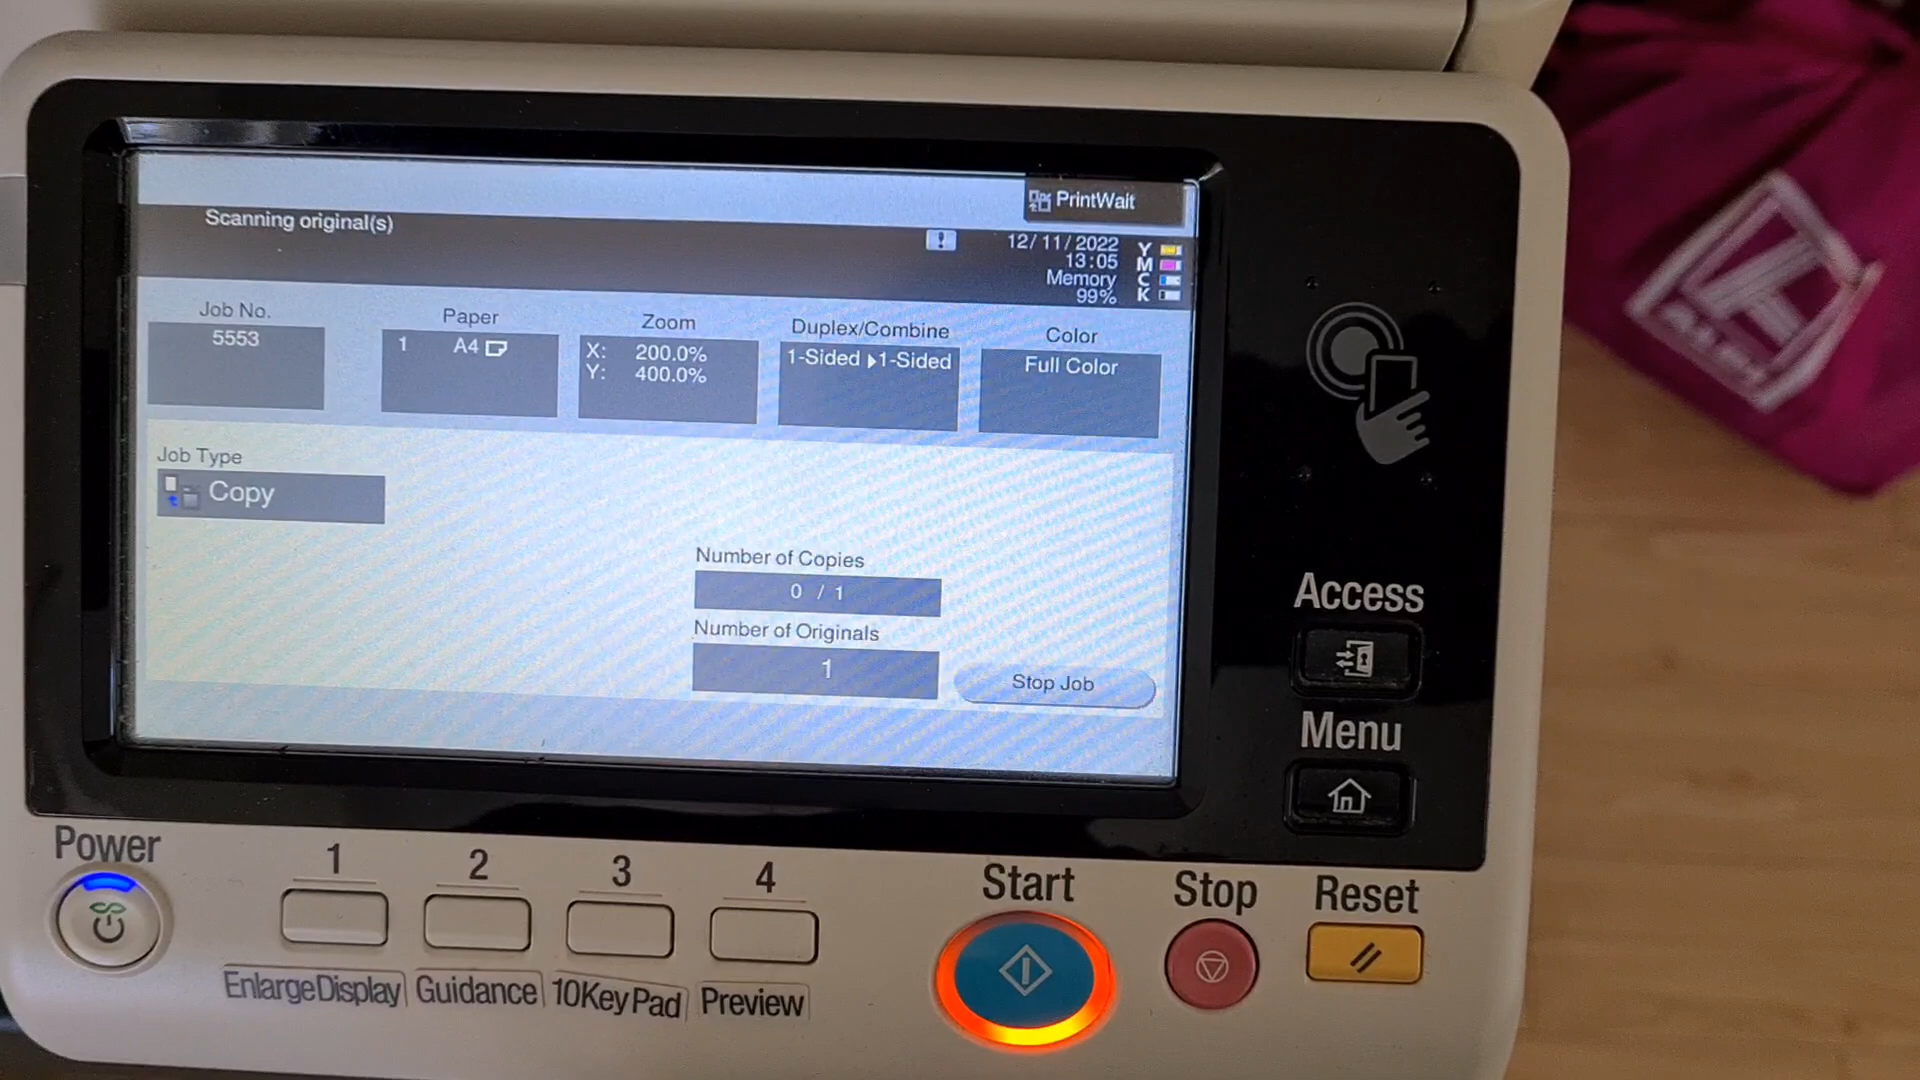 PrintWait
Scanning original(s)
12/11/2022
13:05
Memory
99%
Y
M
C
K
Job No.
5553
Paper
1 A4
Zoom
X: 200.0%
Y: 400.0%
Duplex/Combine
1-Sided ▶1-Sided
Color
Full Color
Job Type
Copy
Number of Copies
0 / 1
Number of Originals
1
Stop Job
Access
Menu
Power
1
2
3
4
Start
Stop
Reset
Enlarge Display
Guidance
10Key Pad
Preview